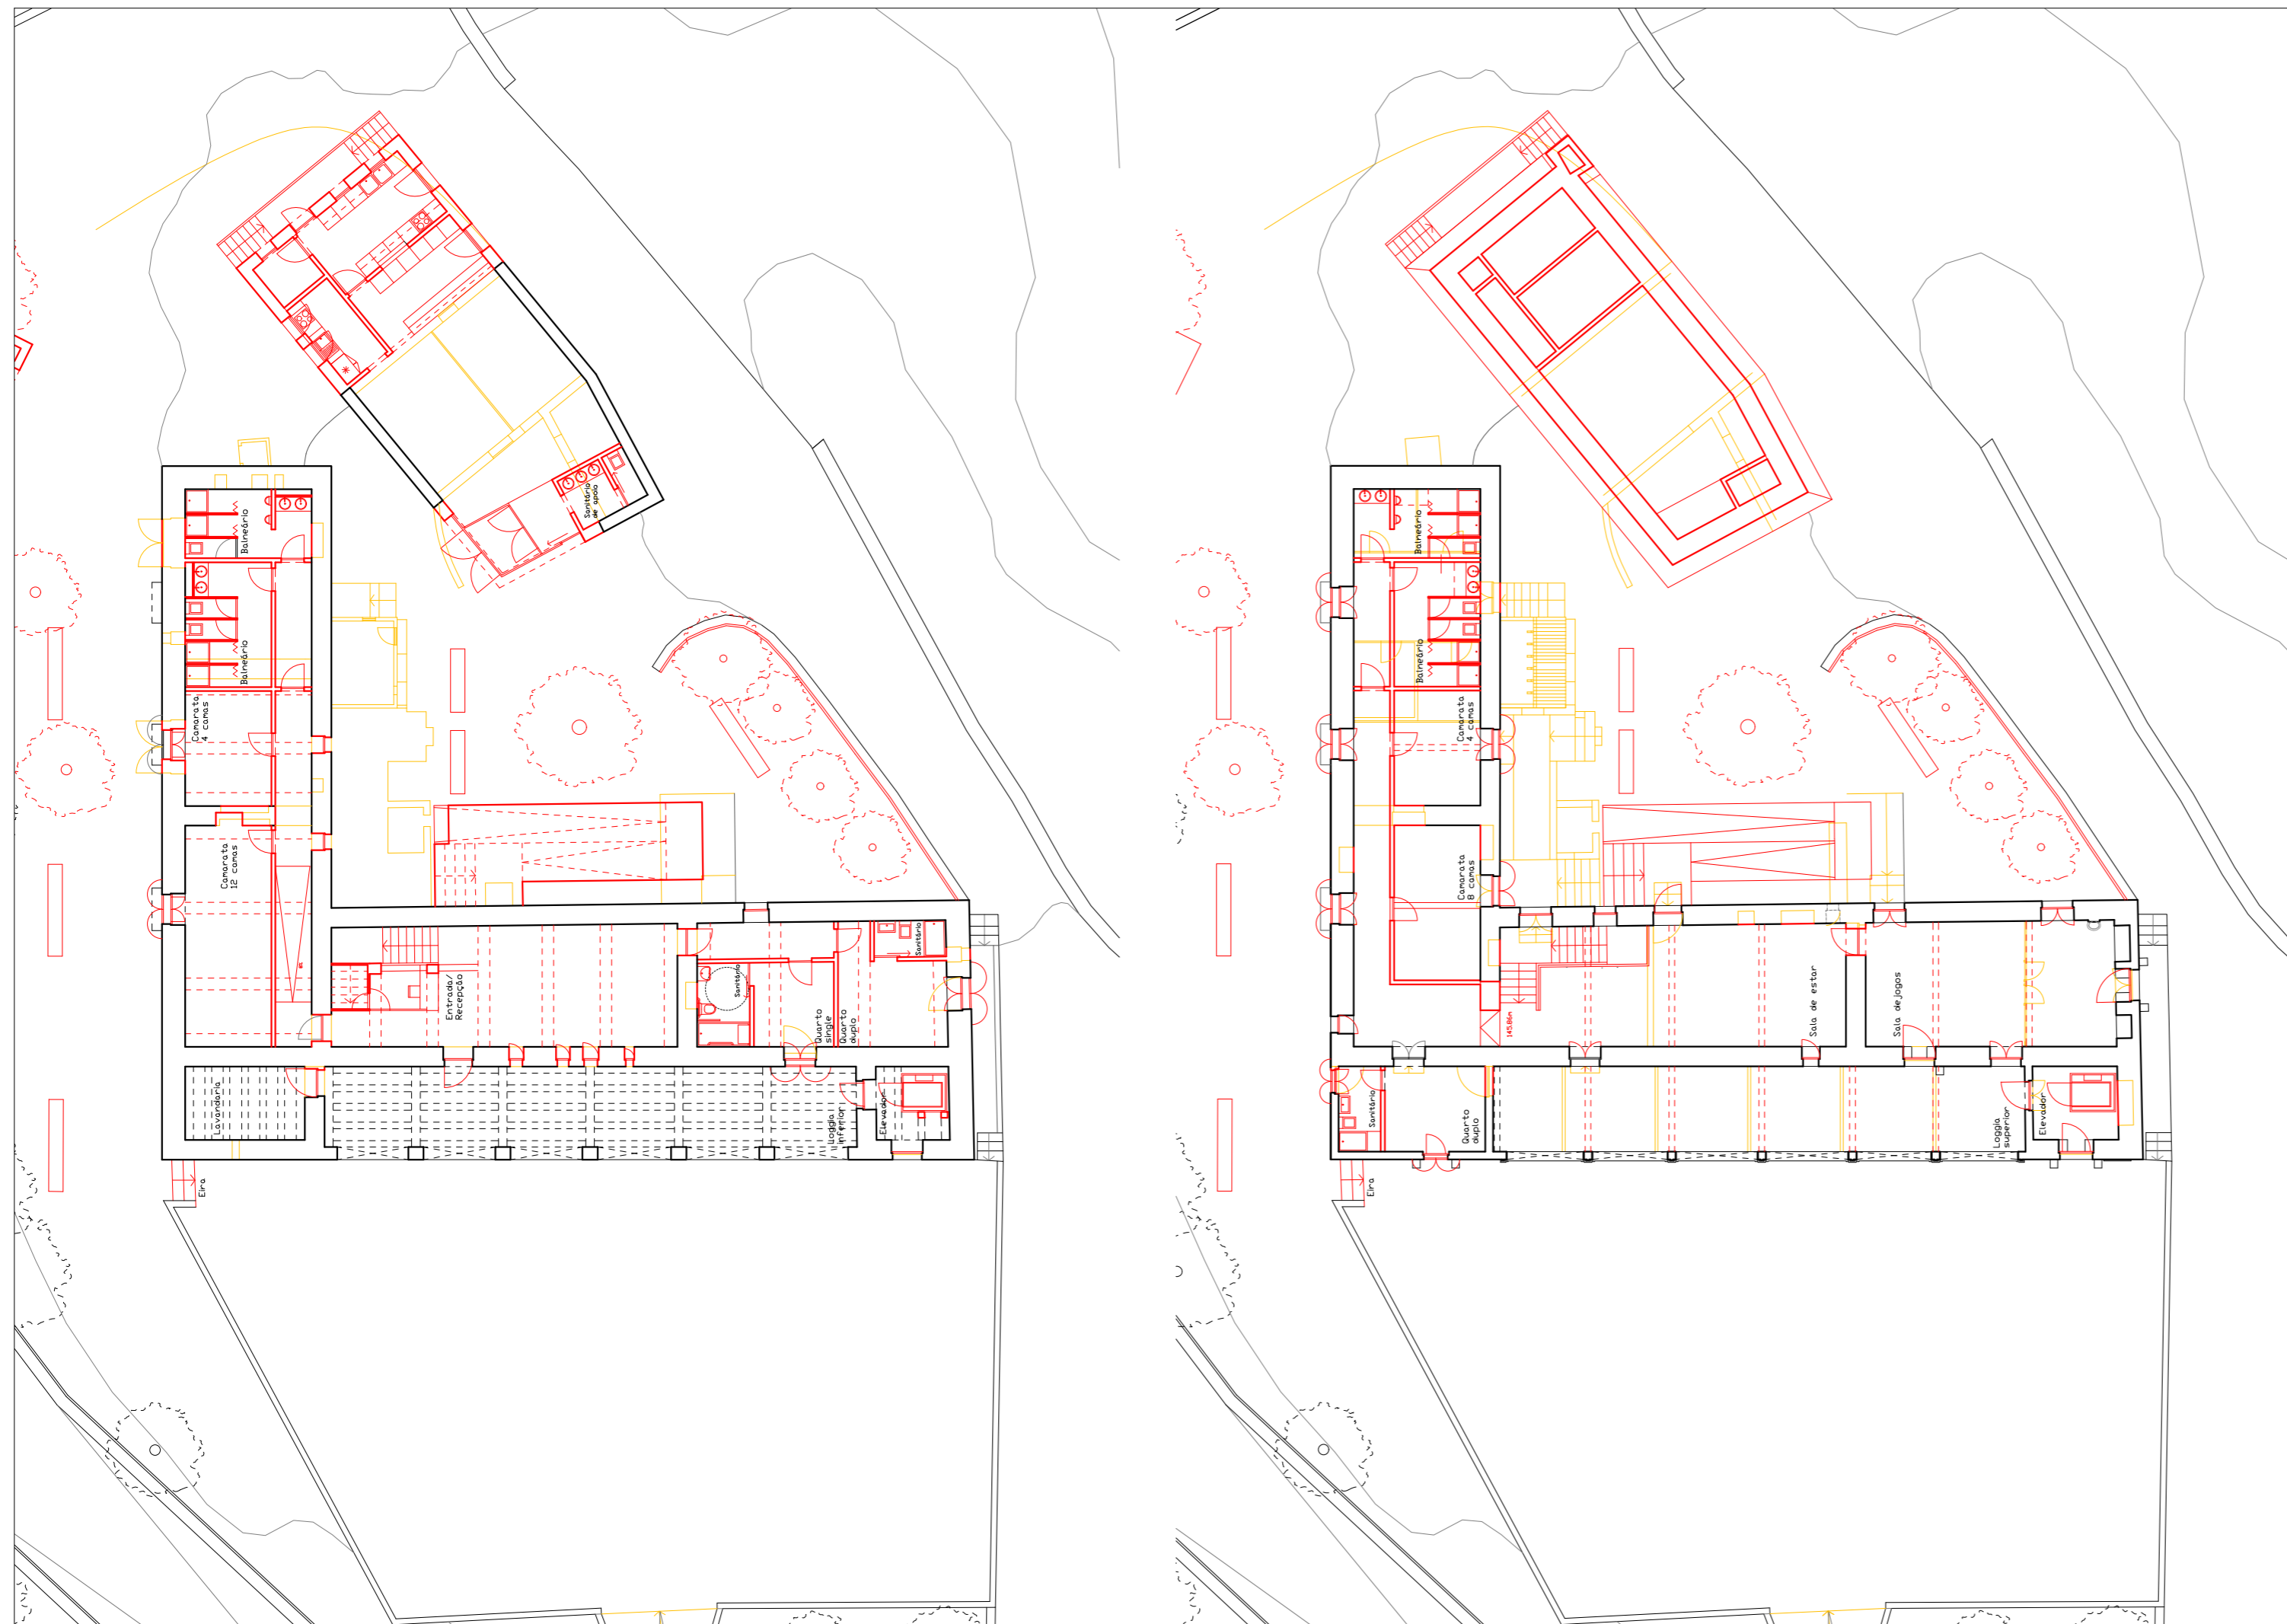 Sanitário
de apoio
Balneário
Balneário
Camarata
4 camas
Camarata
12 camas
Entrada/
Recepção
Sanitário
Sanitário
Quarto
single
Quarto
duplo
Lavandaria
Loggia
inferior
Elevador
Eira
Balneário
Balneário
Camarata
4 camas
Camarata
8 camas
Sala de estar
Sala de jogos
145.86m
Sanitário
Quarto
duplo
Loggia
superior
Elevador
Eira